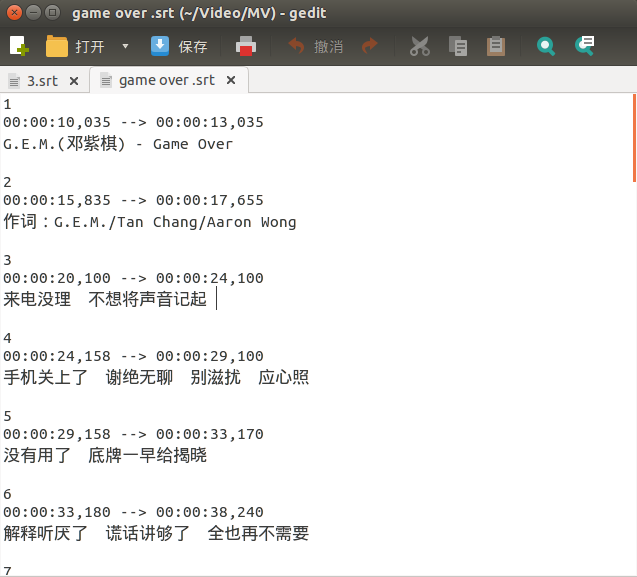 game over .srt (~/Video/MV) - gedit
打开 保存 撤消
3.srt game over .srt
1
00:00:10,035 --> 00:00:13,035
G.E.M.(邓紫棋) - Game Over
2
00:00:15,835 --> 00:00:17,655
作词：G.E.M./Tan Chang/Aaron Wong
3
00:00:20,100 --> 00:00:24,100
来电没理　不想将声音记起
4
00:00:24,158 --> 00:00:29,100
手机关上了　谢绝无聊　别滋扰　应心照
5
00:00:29,158 --> 00:00:33,170
没有用了　底牌一早给揭晓
6
00:00:33,180 --> 00:00:38,240
解释听厌了　谎话讲够了　全也再不需要
7